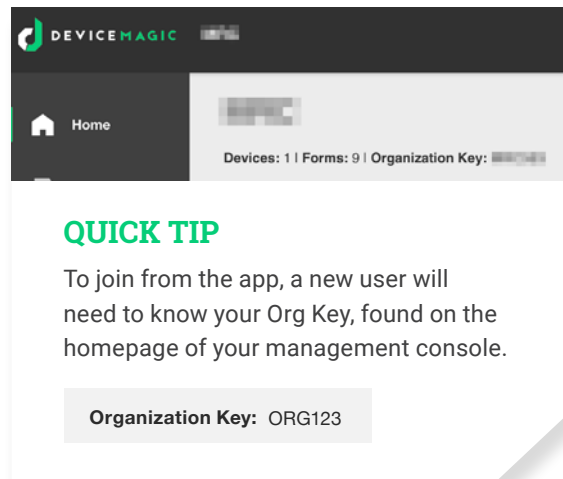 DEVICEMAGIC
Home
Devices: 1 | Forms: 9 | Organization Key:
QUICK TIP
To join from the app, a new user will
need to know your Org Key, found on the
homepage of your management console.
Organization Key: ORG123